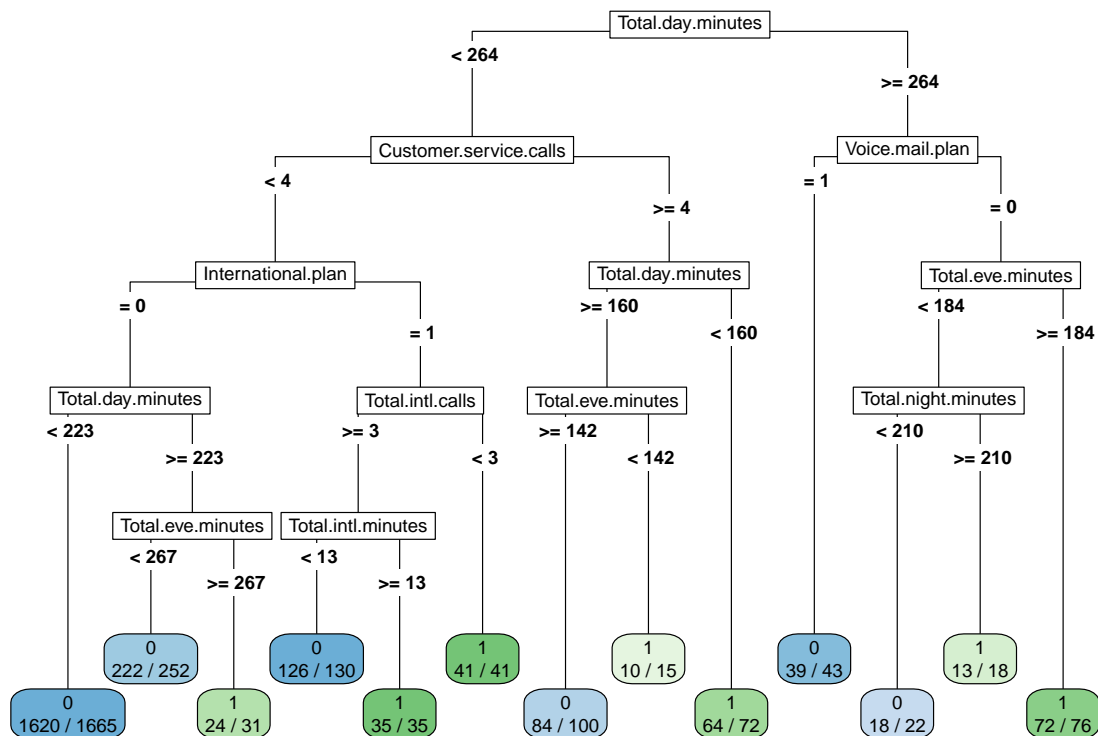 Total.day.minutes
< 264
>= 264
Customer.service.calls
Voice.mail.plan
< 4
>= 4
= 1
= 0
International.plan
Total.day.minutes
Total.eve.minutes
= 0
= 1
>= 160
< 160
< 184
>= 184
Total.day.minutes
Total.intl.calls
Total.eve.minutes
Total.night.minutes
< 223
>= 223
>= 3
< 3
>= 142
< 142
< 210
>= 210
Total.eve.minutes
Total.intl.minutes
< 267
>= 267
< 13
>= 13
0
222 / 252
0
126 / 130
1
41 / 41
1
10 / 15
0
39 / 43
1
13 / 18
0
1620 / 1665
1
24 / 31
1
35 / 35
0
84 / 100
1
64 / 72
0
18 / 22
1
72 / 76